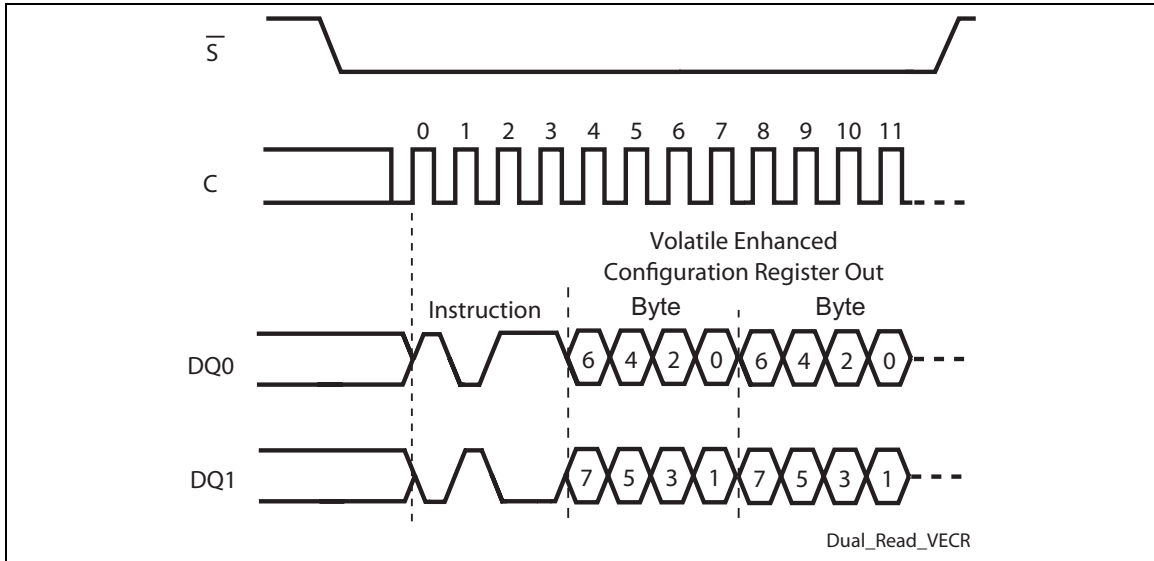 S
0 1 2 3 4 5 6 7 8 9 10 11
C
Volatile Enhanced
Configuration Register Out
Instruction Byte Byte
DQ0 6 4 2 0 6 4 2 0
DQ1 7 5 3 1 7 5 3 1
Dual_Read_VECR